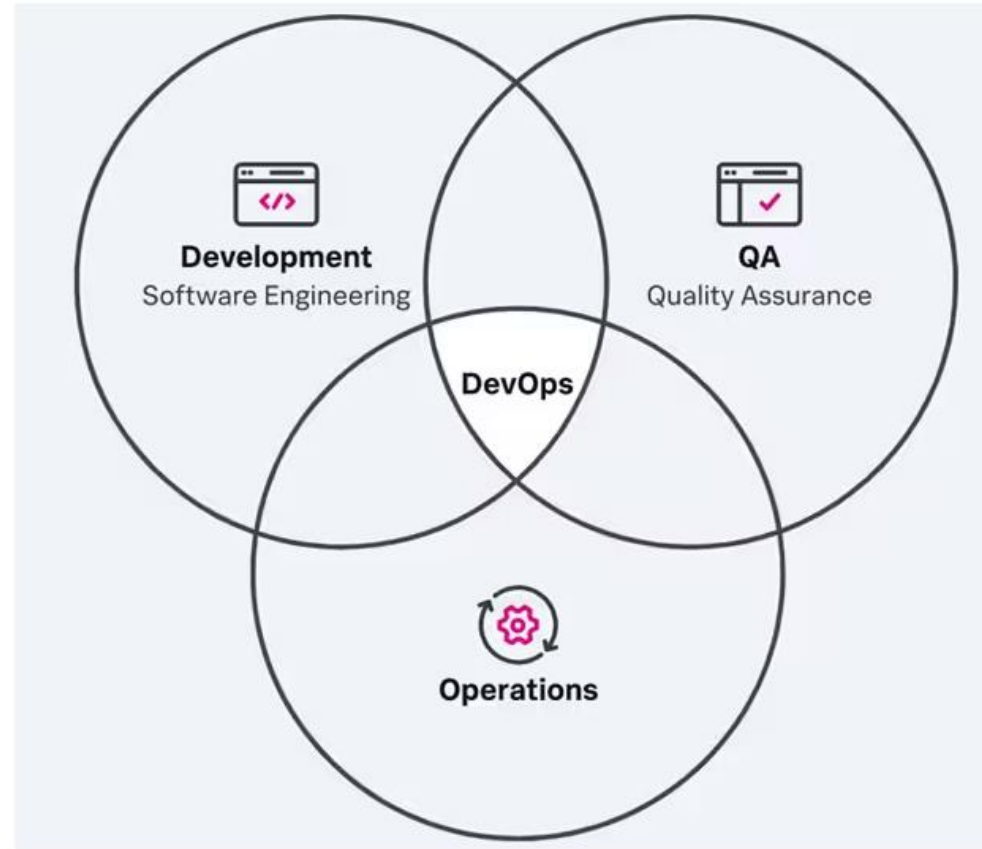 </>
Development
Software Engineering
QA
Quality Assurance
DevOps
Operations